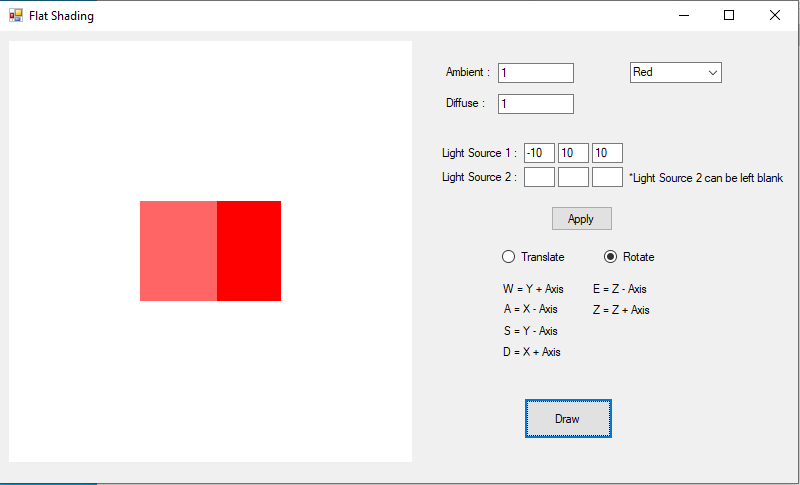 Flat Shading
Ambient : 1 Red
Diffuse : 1
Light Source 1 : -10 10 10
Light Source 2 : *Light Source 2 can be left blank
Apply
Translate Rotate
W = Y + Axis E = Z - Axis
A = X - Axis Z = Z + Axis
S = Y - Axis
D = X + Axis
Draw